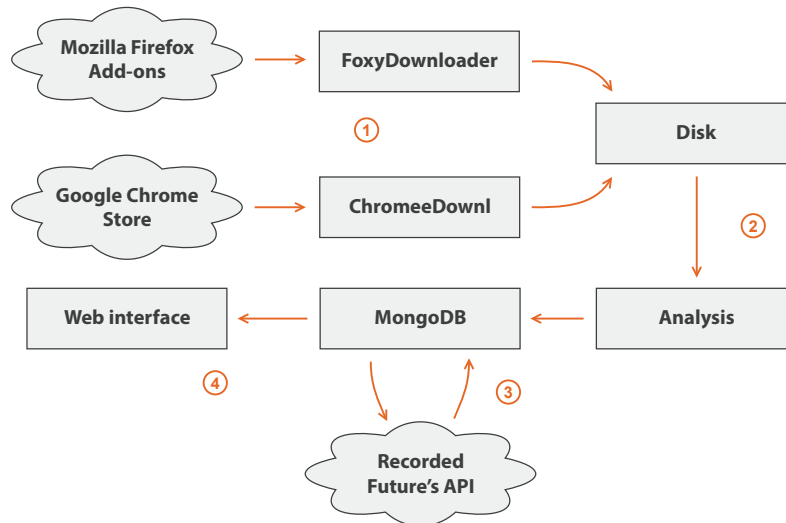 Mozilla Firefox
Add-ons
FoxyDownloader
1
Disk
Google Chrome
Store
ChromeeDownl
2
Web interface
MongoDB
Analysis
4
3
Recorded
Future's API